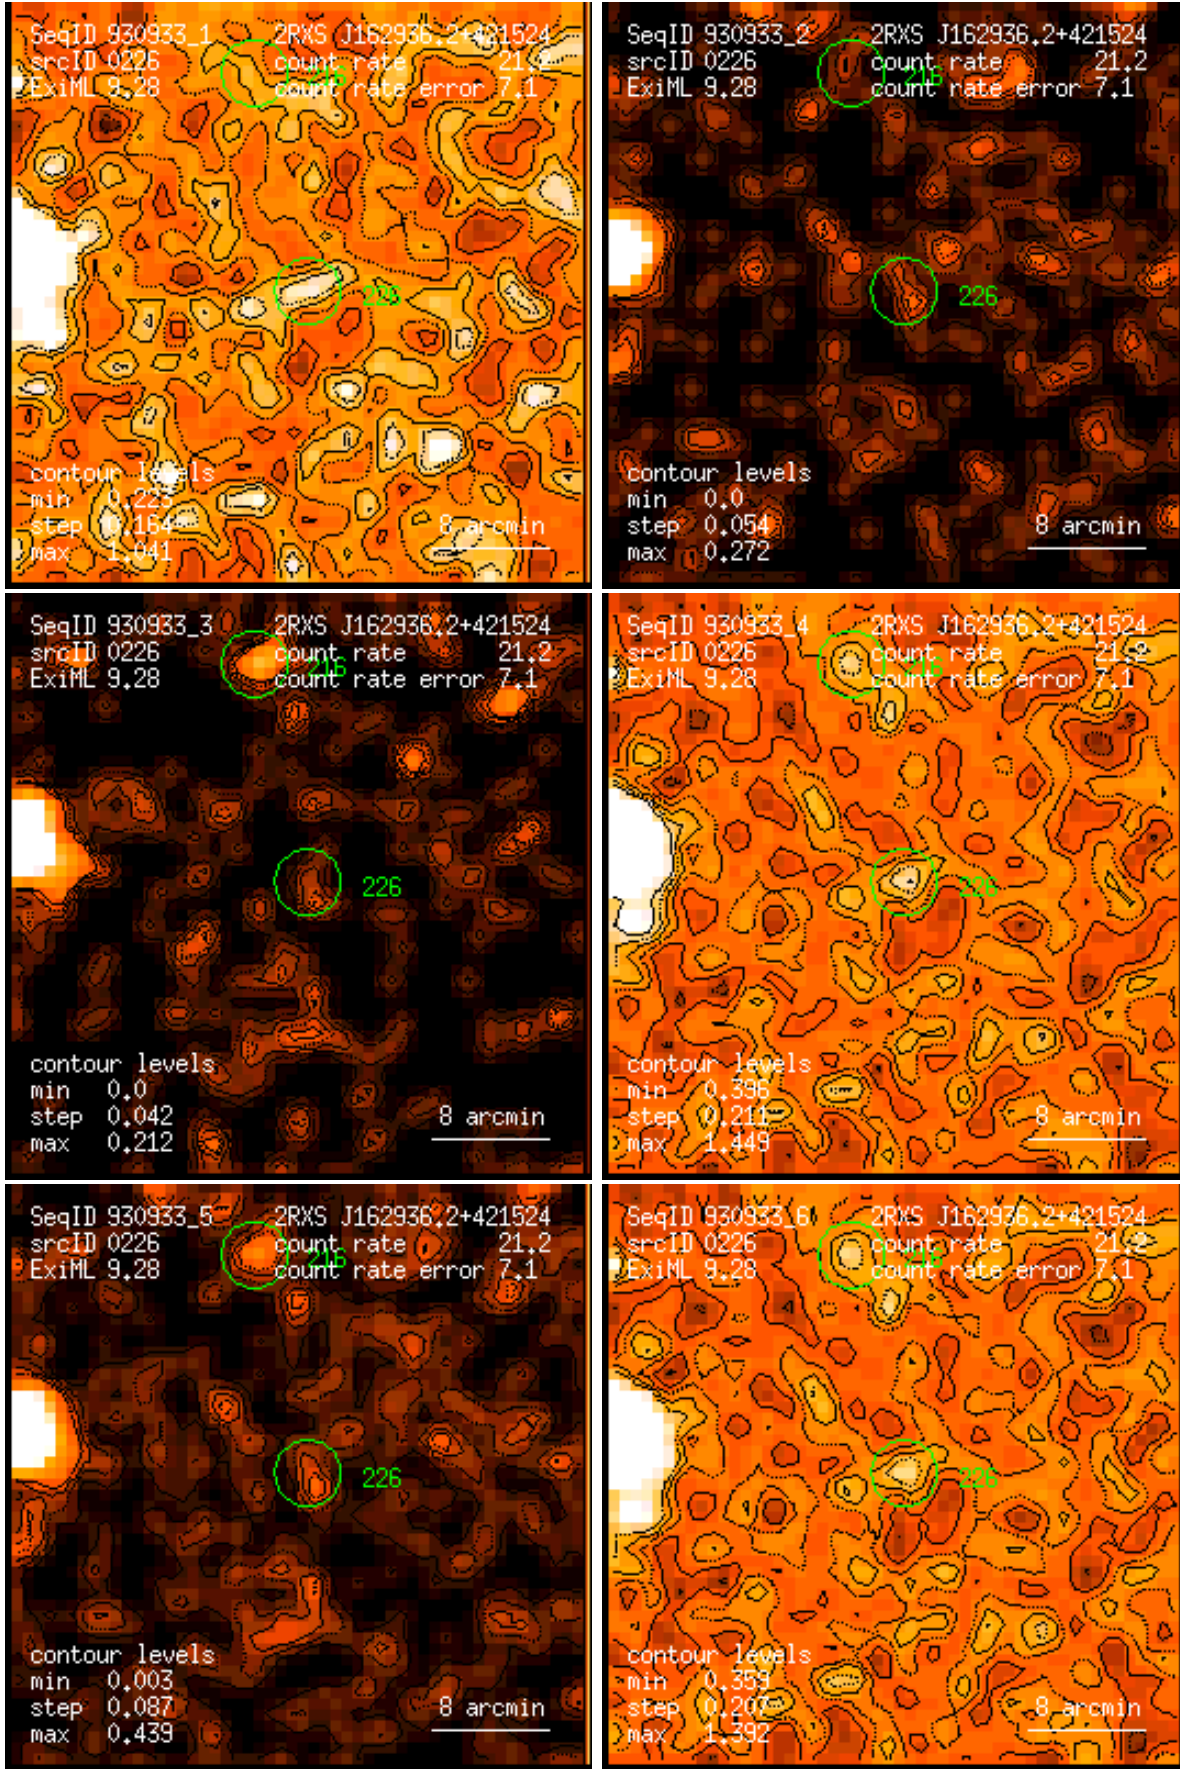 SeqID 930933_1 2RXS J162936.2+421524
srcID 0226 count rate 21.2
ExiML 9.28 count rate error 7.1
216
226
contour levels
min 0.225
step 0.164
max 1.041
8 arcmin
SeqID 930933_2 2RXS J162936.2+421524
srcID 0226 count rate 21.2
ExiML 9.28 count rate error 7.1
216
226
contour levels
min 0.0
step 0.054
max 0.272
8 arcmin
SeqID 930933_3 2RXS J162936.2+421524
srcID 0226 count rate 21.2
ExiML 9.28 count rate error 7.1
216
226
contour levels
min 0.0
step 0.042
max 0.212
8 arcmin
SeqID 930933_4 2RXS J162936.2+421524
srcID 0226 count rate 21.2
ExiML 9.28 count rate error 7.1
216
226
contour levels
min 0.396
step 0.211
max 1.449
8 arcmin
SeqID 930933_5 2RXS J162936.2+421524
srcID 0226 count rate 21.2
ExiML 9.28 count rate error 7.1
216
226
contour levels
min 0.003
step 0.087
max 0.439
8 arcmin
SeqID 930933_6 2RXS J162936.2+421524
srcID 0226 count rate 21.2
ExiML 9.28 count rate error 7.1
216
226
contour levels
min 0.359
step 0.207
max 1.392
8 arcmin